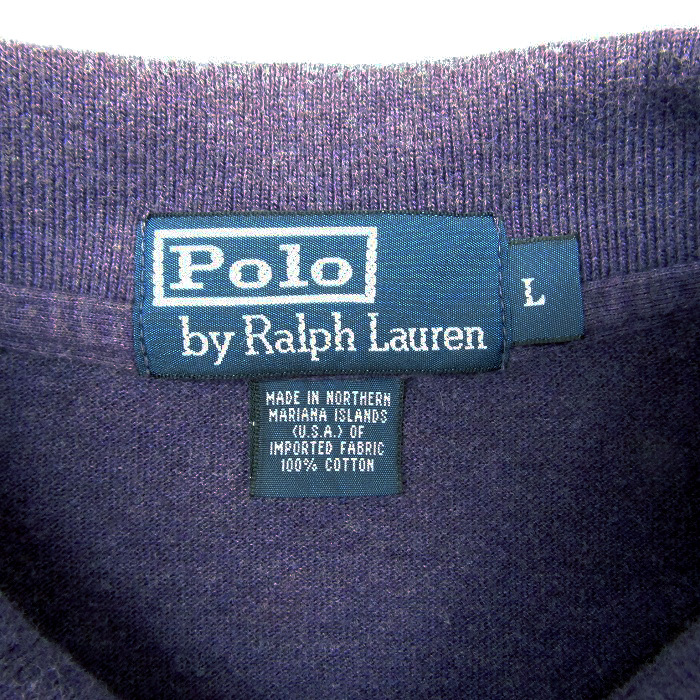 Polo
by Ralph Lauren
L
MADE IN NORTHERN
MARIANA ISLANDS
(U.S.A.) OF
IMPORTED FABRIC
100% COTTON